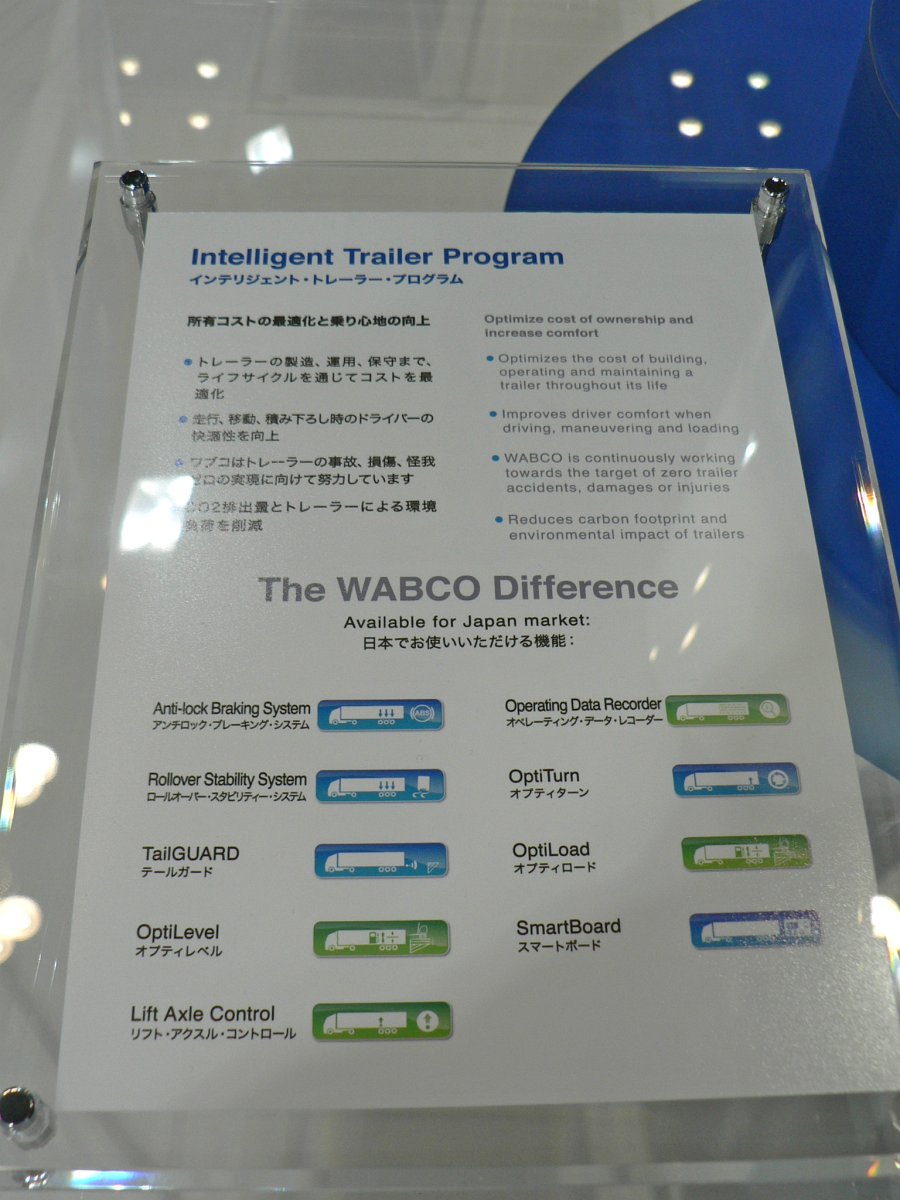 Intelligent Trailer Program
インテリジェント・トレーラー・プログラム
所有コストの最適化と乗り心地の向上
トレーラーの製造、運用、保守まで、
ライフサイクルを通じてコストを最
適化
走行、移動、積み下ろし時のドライバーの
快適性を向上
ワブコはトレーラーの事故、損傷、怪我
ゼロの実現に向けて努力しています
CO2排出量とトレーラーによる環境
負荷を削減
Optimize cost of ownership and
increase comfort
Optimizes the cost of building,
operating and maintaining a
trailer throughout its life
Improves driver comfort when
driving, maneuvering and loading
WABCO is continuously working
towards the target of zero trailer
accidents, damages or injuries
Reduces carbon footprint and
environmental impact of trailers
The WABCO Difference
Available for Japan market:
日本でお使いいただける機能：
Anti-lock Braking System
アンチロック・ブレーキング・システム
ABS
Rollover Stability System
ロールオーバー・スタビリティー・システム
TailGUARD
テールガード
OptiLevel
オプティレベル
Lift Axle Control
リフト・アクスル・コントロール
Operating Data Recorder
オペレーティング・データ・レコーダー
OptiTurn
オプティターン
OptiLoad
オプティロード
SmartBoard
スマートボード